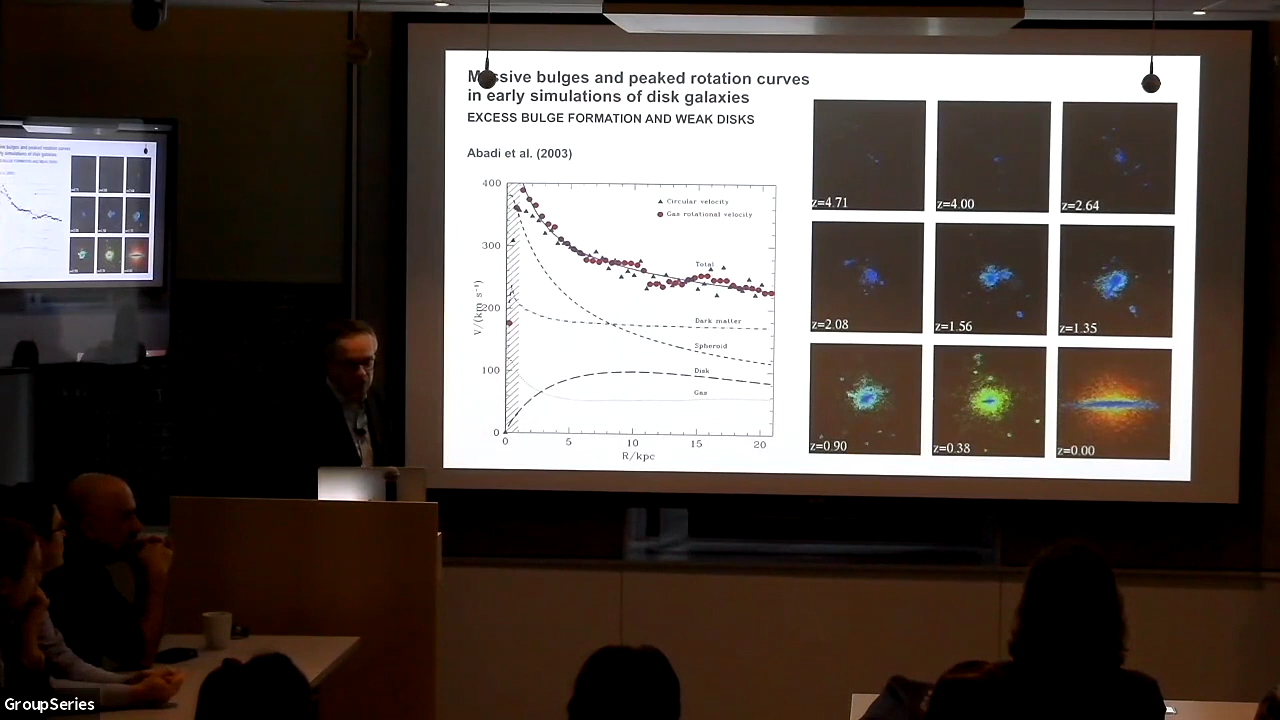 Massive bulges and peaked rotation curves
in early simulations of disk galaxies
EXCESS BULGE FORMATION AND WEAK DISKS
Abadi et al. (2003)
400
300
200
100
0
V/(km s⁻¹)
Circular velocity
Gas rotational velocity
Total
Dark matter
Spheroid
Disk
Gas
0 5 10 15 20
R/kpc
z=4.71
z=4.00
z=2.64
z=2.08
z=1.56
z=1.35
z=0.90
z=0.38
z=0.00
GroupSeries